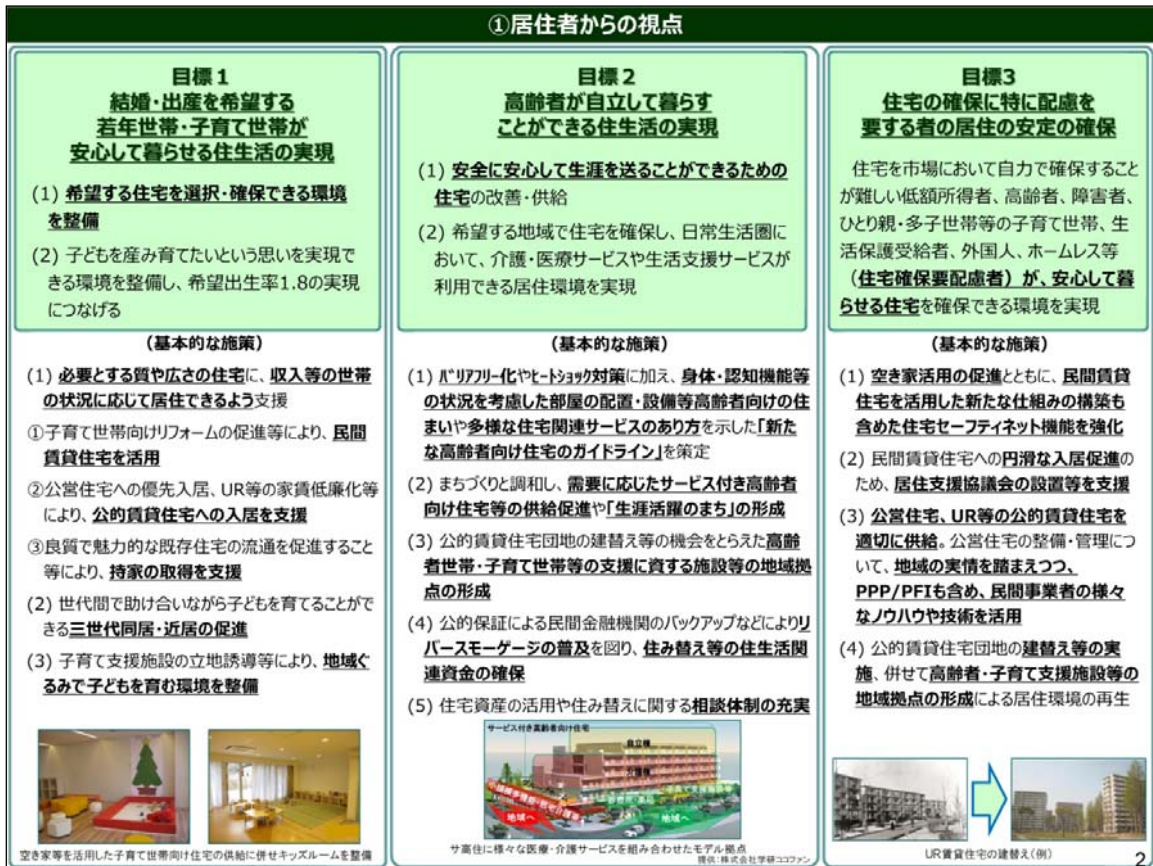 ①居住者からの視点
目標１
結婚・出産を希望する
若年世帯・子育て世帯が
安心して暮らせる住生活の実現
(1) 希望する住宅を選択・確保できる環境
を整備
(2) 子どもを産み育てたいという思いを実現で
きる環境を整備し、希望出生率1.8の実現
につなげる
(基本的な施策)
(1) 必要とする質や広さの住宅に、収入等の世帯
の状況に応じて居住できるよう支援
①子育て世帯向けリフォームの促進等により、民間
賃貸住宅を活用
②公営住宅への優先入居、UR等の家賃低廉化等
により、公的賃貸住宅への入居を支援
③良質で魅力的な既存住宅の流通を促進すること
等により、持家の取得を支援
(2) 世代間で助け合いながら子どもを育てることがで
きる三世代同居・近居の促進
(3) 子育て支援施設の立地誘導等により、地域ぐ
るみで子どもを育む環境を整備
空き家等を活用した子育て世帯向け住宅の供給に併せキッズルームを整備
目標２
高齢者が自立して暮らす
ことができる住生活の実現
(1) 安全に安心して生涯を送ることができるための
住宅の改善・供給
(2) 希望する地域で住宅を確保し、日常生活圏
において、介護・医療サービスや生活支援サービスが
利用できる居住環境を実現
(基本的な施策)
(1) ﾊﾞﾘｱﾌﾘｰ化やﾋｰﾄｼｮｯｸ対策に加え、身体・認知機能等
の状況を考慮した部屋の配置・設備等高齢者向けの住
まいや多様な住宅関連サービスのあり方を示した「新た
な高齢者向け住宅のガイドライン」を策定
(2) まちづくりと調和し、需要に応じたサービス付き高齢者
向け住宅等の供給促進や「生涯活躍のまち」の形成
(3) 公的賃貸住宅団地の建替え等の機会をとらえた高齢
者世帯・子育て世帯等の支援に資する施設等の地域拠
点の形成
(4) 公的保証による民間金融機関のバックアップなどによりリ
バースモーゲージの普及を図り、住み替え等の住生活関
連資金の確保
(5) 住宅資産の活用や住み替えに関する相談体制の充実
サービス付き高齢者向け住宅
自立棟
介護棟
地域へ
地域へ
サ高住に様々な医療・介護サービスを組み合わせたモデル拠点
提供：株式会社学研ココファン
目標3
住宅の確保に特に配慮を
要する者の居住の安定の確保
住宅を市場において自力で確保すること
が難しい低額所得者、高齢者、障害者、
ひとり親・多子世帯等の子育て世帯、生
活保護受給者、外国人、ホームレス等
（住宅確保要配慮者）が、安心して暮
らせる住宅を確保できる環境を実現
(基本的な施策)
(1) 空き家活用の促進とともに、民間賃貸
住宅を活用した新たな仕組みの構築も
含めた住宅セーフティネット機能を強化
(2) 民間賃貸住宅への円滑な入居促進の
ため、居住支援協議会の設置等を支援
(3) 公営住宅、UR等の公的賃貸住宅を
適切に供給。公営住宅の整備・管理につ
いて、地域の実情を踏まえつつ、
PPP/PFIも含め、民間事業者の様々
なノウハウや技術を活用
(4) 公的賃貸住宅団地の建替え等の実
施、併せて高齢者・子育て支援施設等の
地域拠点の形成による居住環境の再生
UR賃貸住宅の建替え(例)
2